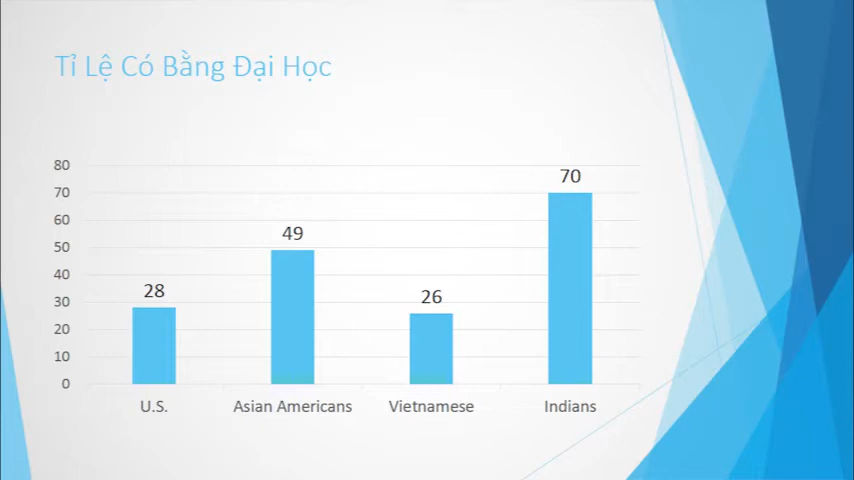 Tỉ Lệ Có Bằng Đại Học
80
70
60
50
40
30
20
10
0
28
49
26
70
U.S.
Asian Americans
Vietnamese
Indians